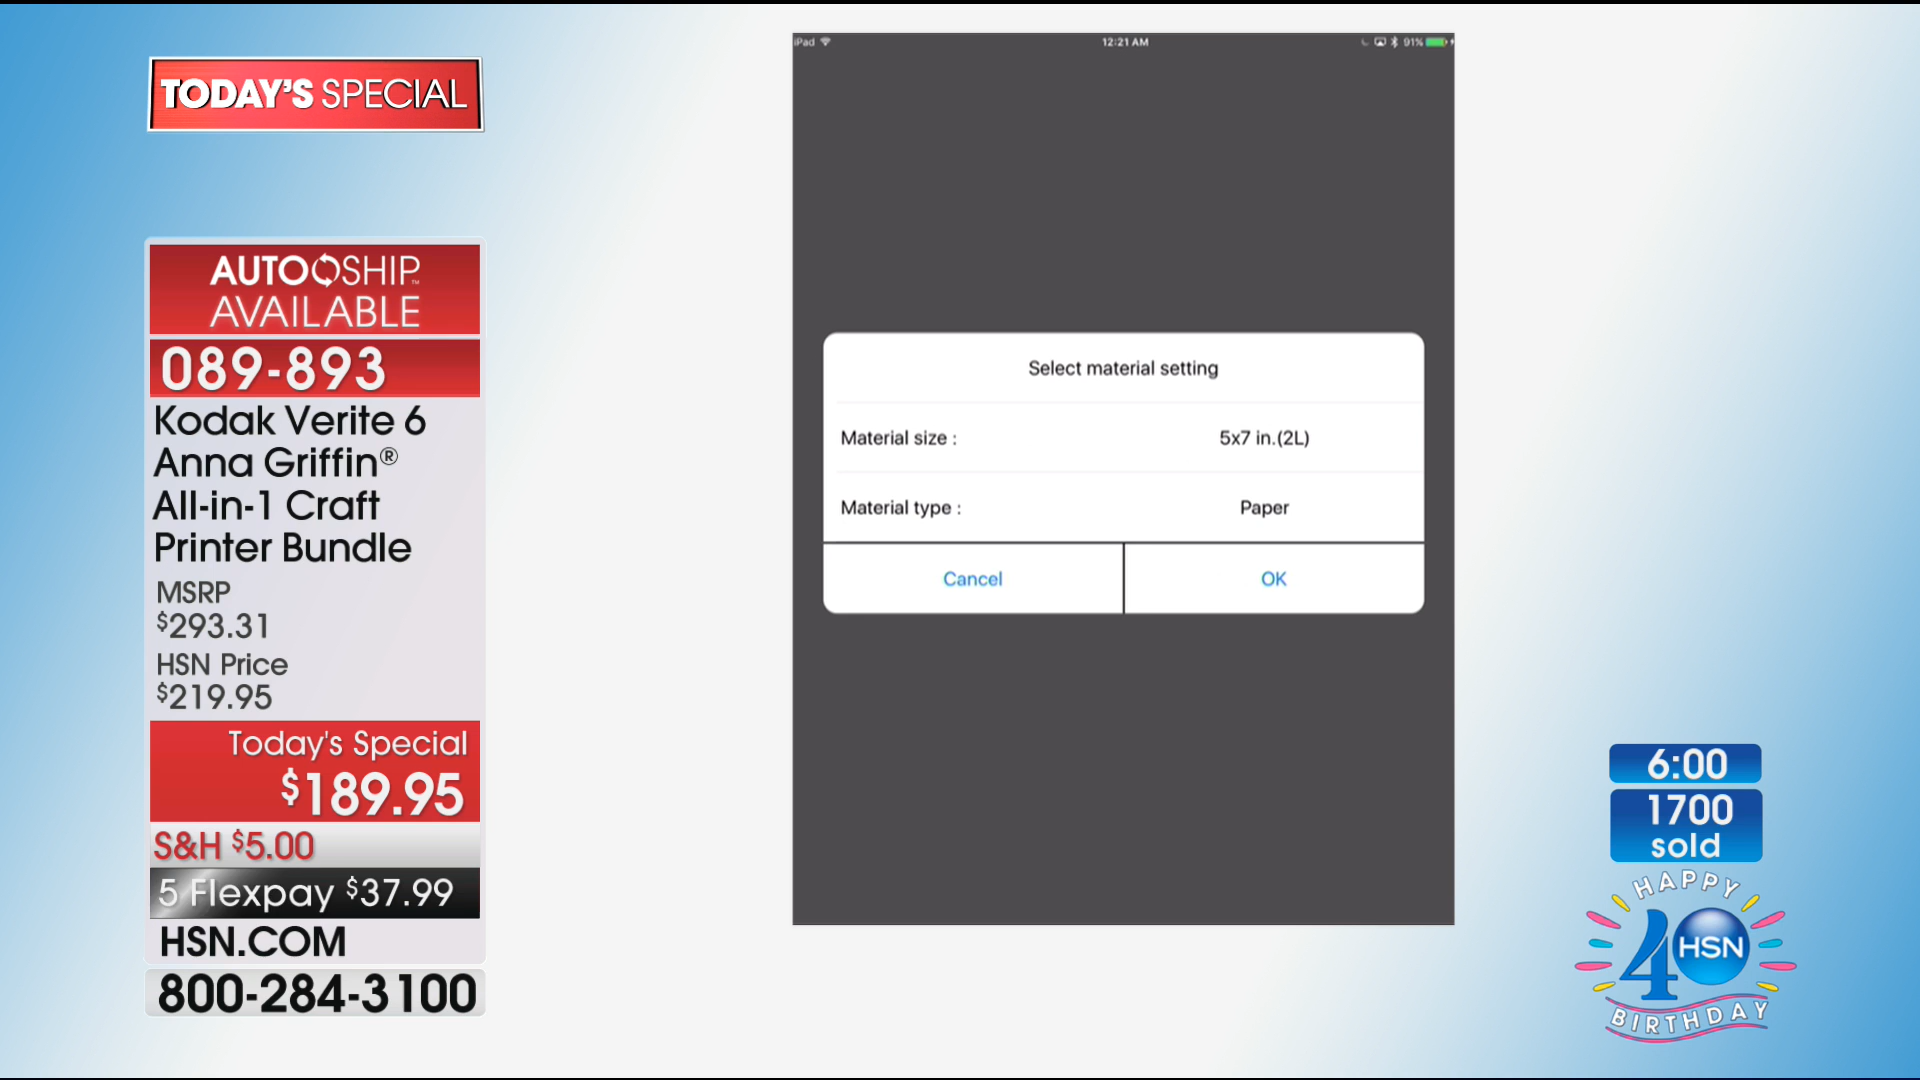 TODAY'S SPECIAL
AUTOSHIP™
AVAILABLE
089-893
Kodak Verite 6
Anna Griffin®
All-in-1 Craft
Printer Bundle
MSRP
$293.31
HSN Price
$219.95
Today's Special
$189.95
S&H $5.00
5 Flexpay $37.99
HSN.COM
800-284-3100
iPad 12:21 AM 91%
Select material setting
Material size : 5x7 in.(2L)
Material type : Paper
Cancel OK
6:00
1700
sold
HAPPY
40 HSN
BIRTHDAY